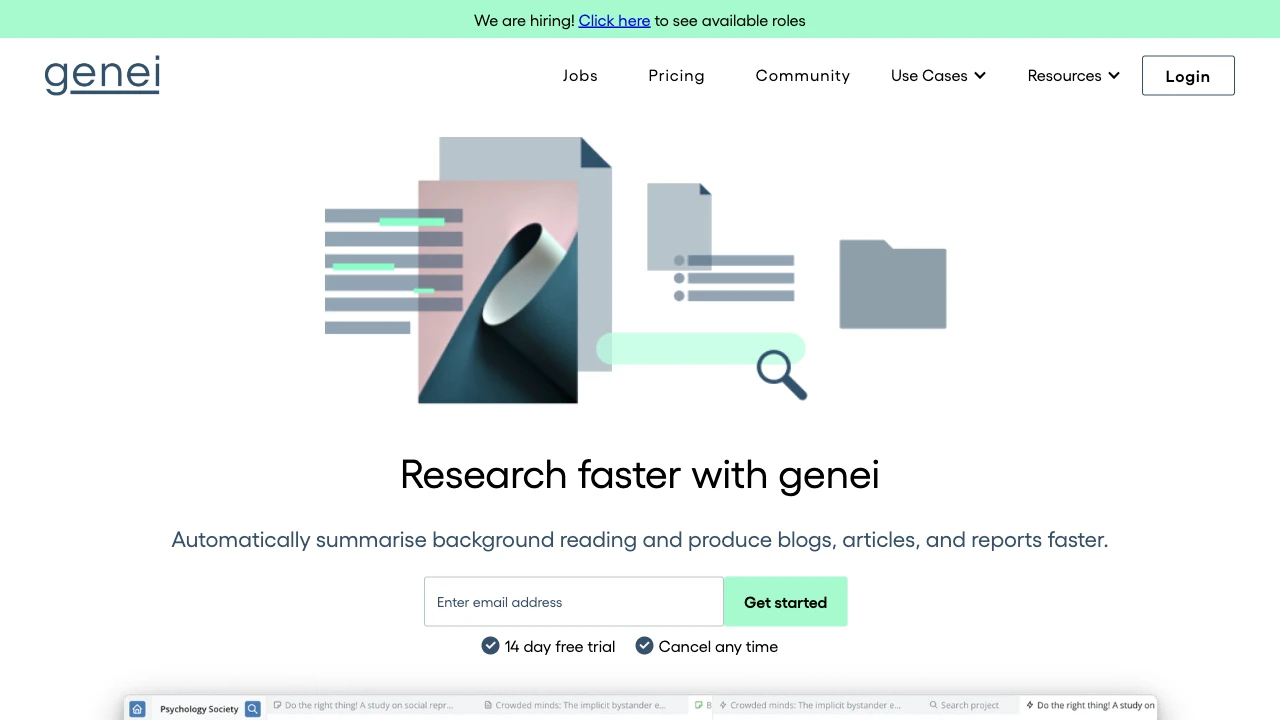 We are hiring! Click here to see available roles
genei
Jobs
Pricing
Community
Use Cases
Resources
Login
Research faster with genei
Automatically summarise background reading and produce blogs, articles, and reports faster.
Enter email address
Get started
14 day free trial
Cancel any time
Psychology Society
Do the right thing! A study on social repr...
Crowded minds: The implicit bystander e...
B
Crowded minds: The implicit bystander e...
Search project
Do the right thing! A study on